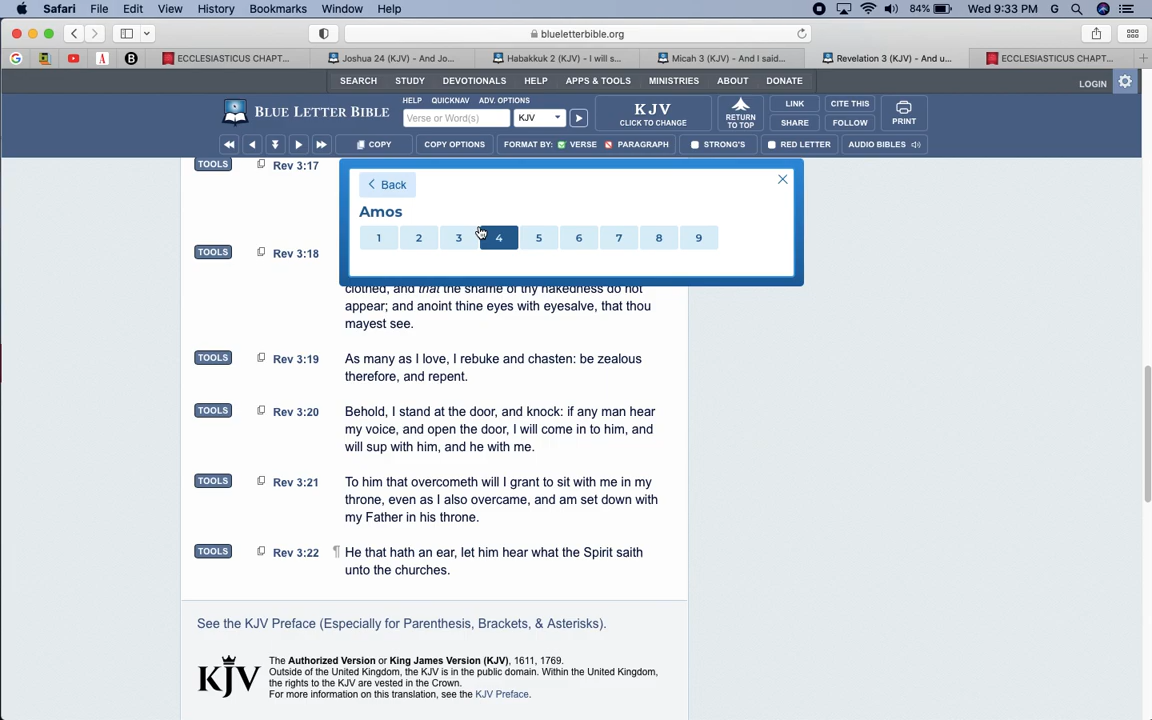 Safari File Edit View History Bookmarks Window Help 84% Wed 9:33 PM G
blueletterbible.org
ECCLESIASTICUS CHAPT... Joshua 24 (KJV) - And Jo... Habakkuk 2 (KJV) - I will s... Micah 3 (KJV) - And I said... Revelation 3 (KJV) - And u... ECCLESIASTICUS CHAPT...
SEARCH STUDY DEVOTIONALS HELP APPS & TOOLS MINISTRIES ABOUT DONATE LOGIN
BLUE LETTER BIBLE
HELP QUICKNAV ADV. OPTIONS
Verse or Word(s) KJV
KJV
CLICK TO CHANGE
RETURN
TO TOP
LINK CITE THIS
SHARE FOLLOW
PRINT
COPY COPY OPTIONS FORMAT BY: VERSE PARAGRAPH STRONG'S RED LETTER AUDIO BIBLES
TOOLS Rev 3:17
Back
Amos
1 2 3 4 5 6 7 8 9
TOOLS Rev 3:18
clothed, and that the shame of thy nakedness do not
appear; and anoint thine eyes with eyesalve, that thou
mayest see.
TOOLS Rev 3:19 As many as I love, I rebuke and chasten: be zealous
therefore, and repent.
TOOLS Rev 3:20 Behold, I stand at the door, and knock: if any man hear
my voice, and open the door, I will come in to him, and
will sup with him, and he with me.
TOOLS Rev 3:21 To him that overcometh will I grant to sit with me in my
throne, even as I also overcame, and am set down with
my Father in his throne.
TOOLS Rev 3:22 ¶ He that hath an ear, let him hear what the Spirit saith
unto the churches.
See the KJV Preface (Especially for Parenthesis, Brackets, & Asterisks).
KJV
The Authorized Version or King James Version (KJV), 1611, 1769.
Outside of the United Kingdom, the KJV is in the public domain. Within the United Kingdom,
the rights to the KJV are vested in the Crown.
For more information on this translation, see the KJV Preface.